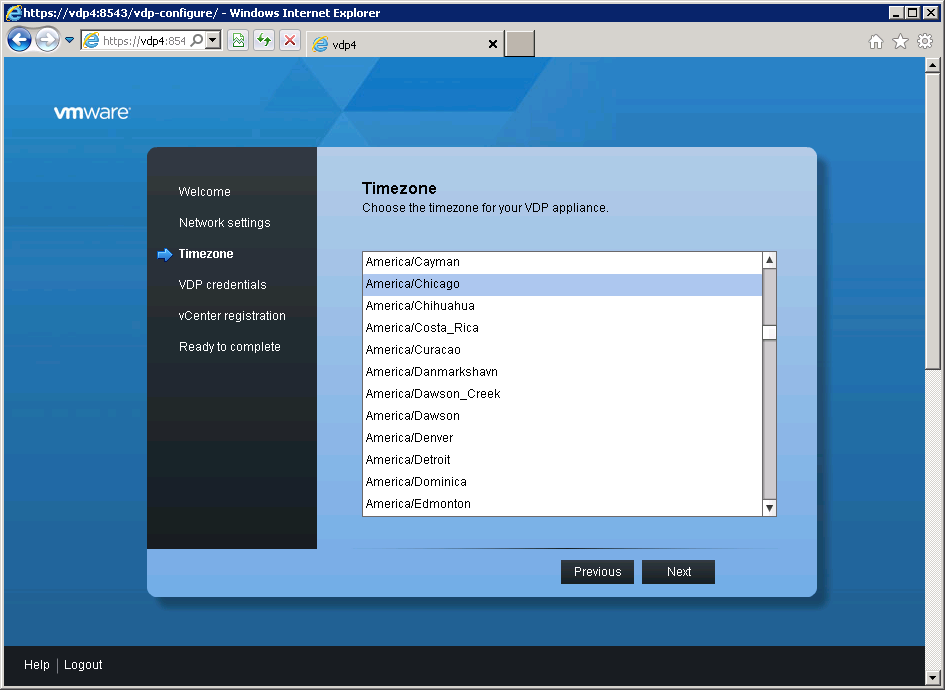 https://vdp4:8543/vdp-configure/ - Windows Internet Explorer
https://vdp4:854
vdp4
vmware®
Welcome
Network settings
Timezone
VDP credentials
vCenter registration
Ready to complete
Timezone
Choose the timezone for your VDP appliance.
America/Cayman
America/Chicago
America/Chihuahua
America/Costa_Rica
America/Curacao
America/Danmarkshavn
America/Dawson_Creek
America/Dawson
America/Denver
America/Detroit
America/Dominica
America/Edmonton
Previous Next
Help Logout